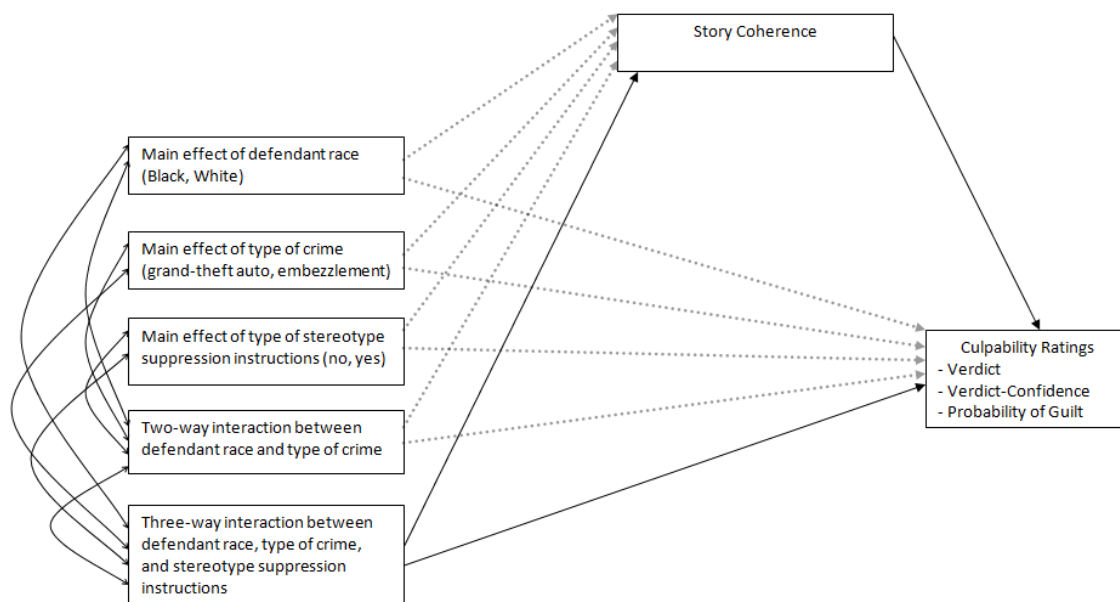 Story Coherence
Main effect of defendant race
(Black, White)
Main effect of type of crime
(grand-theft auto, embezzlement)
Main effect of type of stereotype
suppression instructions (no, yes)
Culpability Ratings
- Verdict
- Verdict-Confidence
- Probability of Guilt
Two-way interaction between
defendant race and type of crime
Three-way interaction between
defendant race, type of crime,
and stereotype suppression
instructions